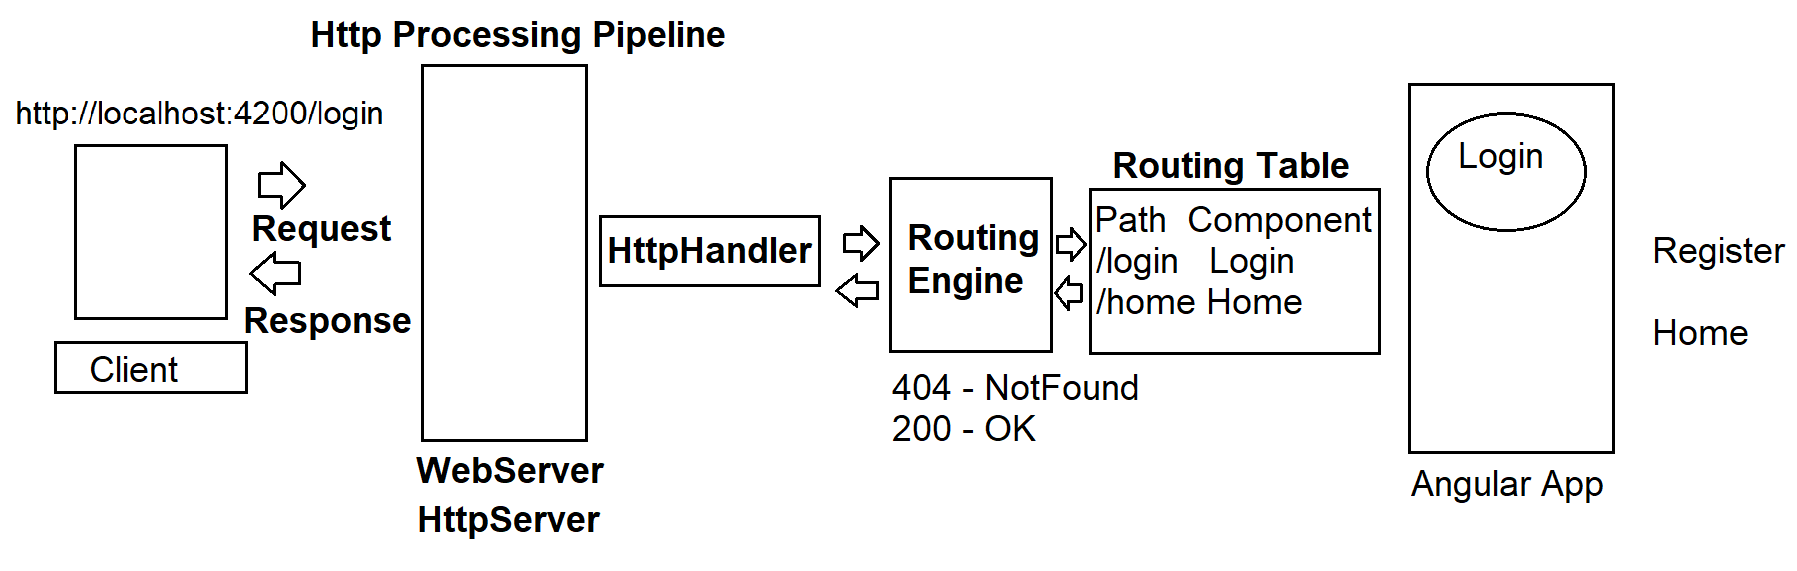 Http Processing Pipeline
http://localhost:4200/login
Request
Response
Client
WebServer
HttpServer
HttpHandler
Routing
Engine
404 - NotFound
200 - OK
Routing Table
Path Component
/login Login
/home Home
Login
Angular App
Register
Home